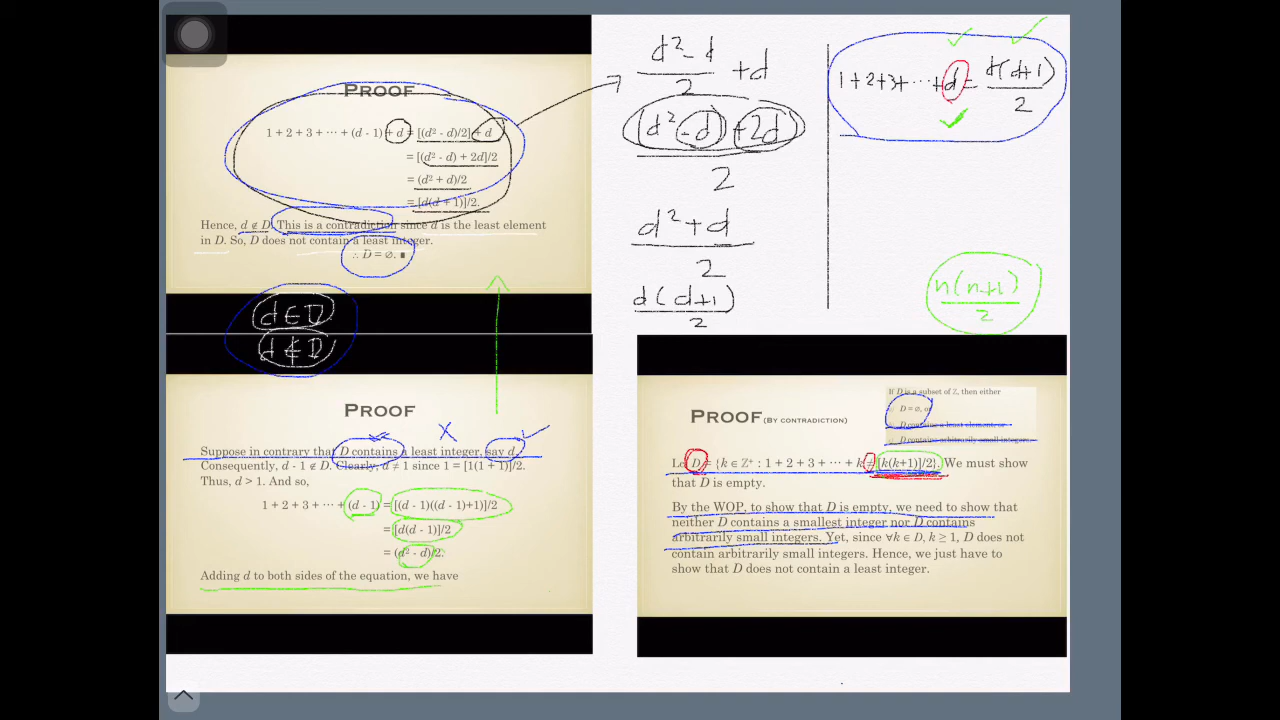 PROOF
1 + 2 + 3 + ··· + (d - 1) + d = [(d² - d)/2] + d
= [(d² - d) + 2d]/2
= (d² + d)/2
= [d(d + 1)]/2.
Hence, d ∉ D. This is a contradiction since d is the least element
in D. So, D does not contain a least integer.
∴ D = ∅. ■
d ∈ D
d ∉ D
d² - d
2
+ d
d² - d + 2d
2
d² + d
2
d(d+1)
2
1 + 2 + 3 + ··· + d = d(d+1)
2
n(n+1)
2
PROOF
Suppose in contrary that D contains a least integer, say d.
Consequently, d - 1 ∉ D. Clearly, d ≠ 1 since 1 = [1(1 + 1)]/2.
Thus, d > 1. And so,
1 + 2 + 3 + ··· + (d - 1) = [(d - 1)((d - 1)+1)]/2
= [d(d - 1)]/2
= (d² - d)/2.
Adding d to both sides of the equation, we have
If D is a subset of ℤ, then either
D = ∅, or
D contains a least element, or
D contains arbitrarily small integers.
PROOF (BY CONTRADICTION)
Let D = {k ∈ ℤ⁺ : 1 + 2 + 3 + ··· + k ≠ [k(k+1)]/2}. We must show
that D is empty.
By the WOP, to show that D is empty, we need to show that
neither D contains a smallest integer nor D contains
arbitrarily small integers. Yet, since ∀k ∈ D, k ≥ 1, D does not
contain arbitrarily small integers. Hence, we just have to
show that D does not contain a least integer.